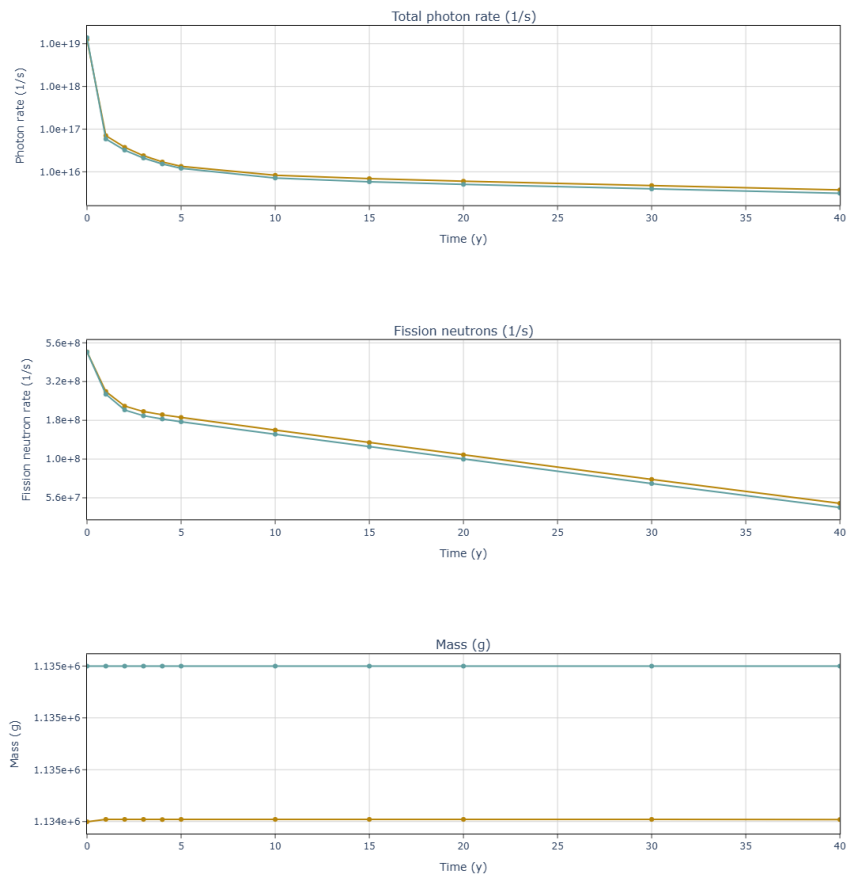 Total photon rate (1/s)
1.0e+19
1.0e+18
1.0e+17
1.0e+16
Photon rate (1/s)
0 5 10 15 20 25 30 35 40
Time (y)
Fission neutrons (1/s)
5.6e+8
3.2e+8
1.8e+8
1.0e+8
5.6e+7
Fission neutron rate (1/s)
0 5 10 15 20 25 30 35 40
Time (y)
Mass (g)
1.135e+6
1.135e+6
1.135e+6
1.134e+6
Mass (g)
0 5 10 15 20 25 30 35 40
Time (y)